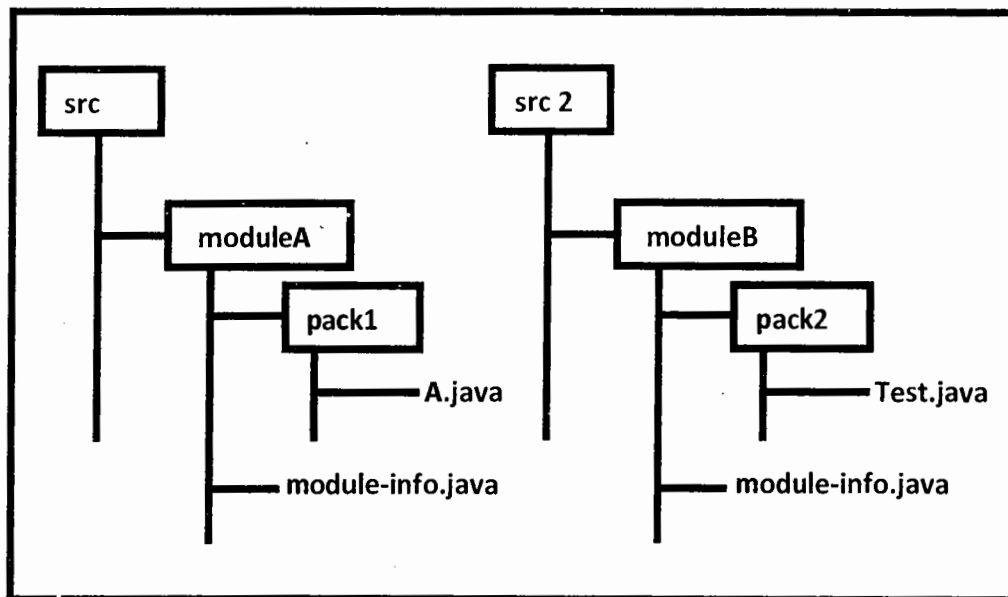 src
src 2
moduleA
moduleB
pack1
pack2
A.java
Test.java
module-info.java
module-info.java